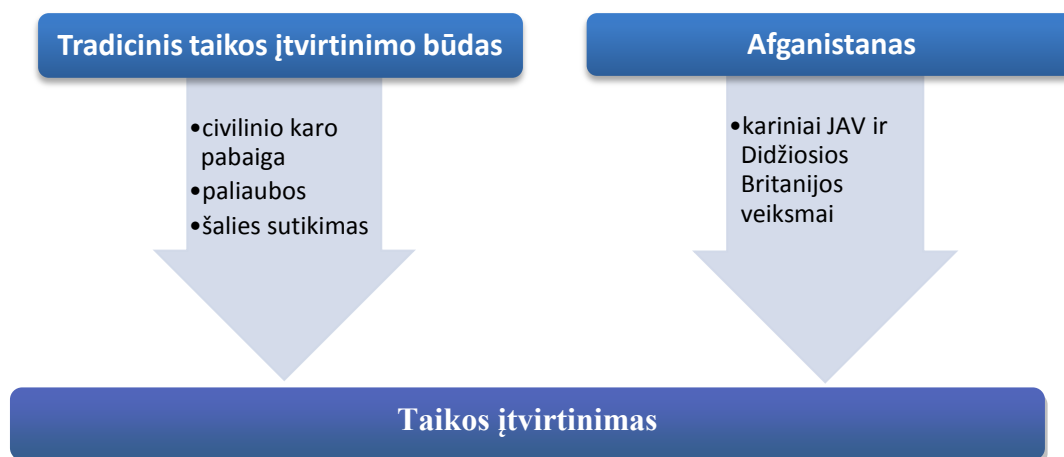 Tradicinis taikos įtvirtinimo būdas
•civilinio karo
pabaiga
•paliaubos
•šalies sutikimas
Afganistanas
•kariniai JAV ir
Didžiosios
Britanijos
veiksmai
Taikos įtvirtinimas